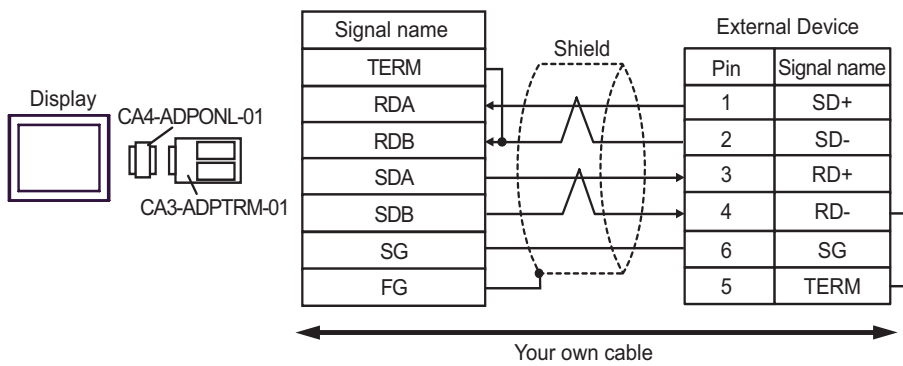 Display
CA4-ADPONL-01
CA3-ADPTRM-01
Signal name
TERM
RDA
RDB
SDA
SDB
SG
FG
Shield
External Device
Pin Signal name
1 SD+
2 SD-
3 RD+
4 RD-
6 SG
5 TERM
Your own cable